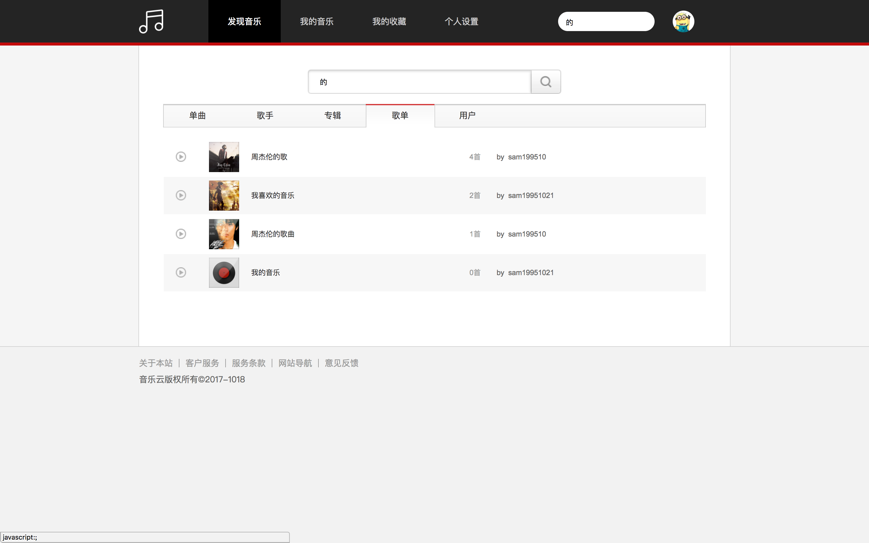 发现音乐 我的音乐 我的收藏 个人设置 的
的
单曲 歌手 专辑 歌单 用户
周杰伦的歌 4首 by sam199510
我喜欢的音乐 2首 by sam19951021
周杰伦的歌曲 1首 by sam199510
我的音乐 0首 by sam19951021
关于本站 | 客户服务 | 服务条款 | 网站导航 | 意见反馈
音乐云版权所有©2017-1018
javascript:;